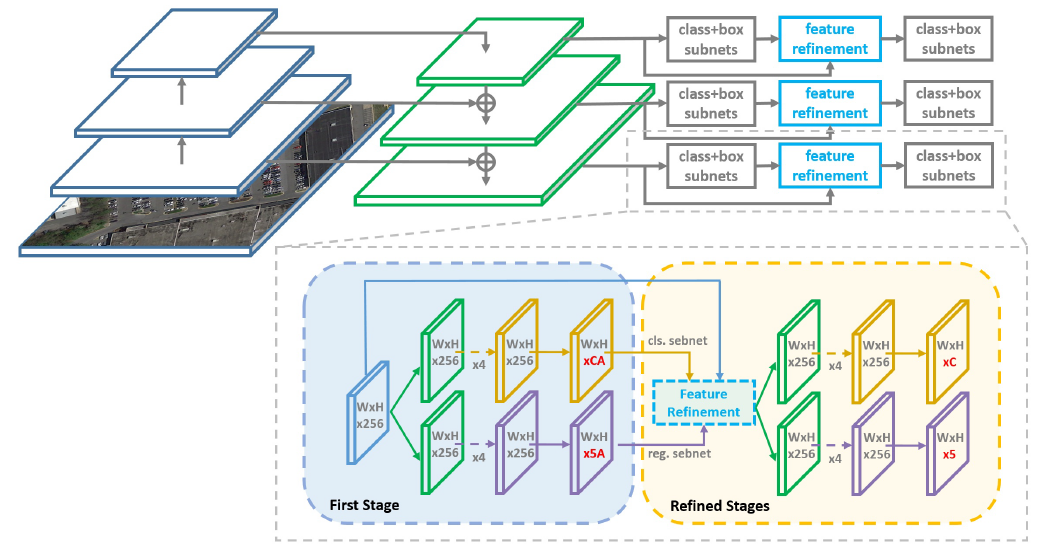 class+box
subnets
feature
refinement
class+box
subnets
class+box
subnets
feature
refinement
class+box
subnets
class+box
subnets
feature
refinement
class+box
subnets
WxH
x256
WxH
x256
x4
WxH
x256
WxH
xCA
cls. sebnet
WxH
x256
x4
WxH
x256
WxH
x5A
reg. sebnet
First Stage
Feature
Refinement
WxH
x256
x4
WxH
x256
WxH
xC
WxH
x256
x4
WxH
x256
WxH
x5
Refined Stages